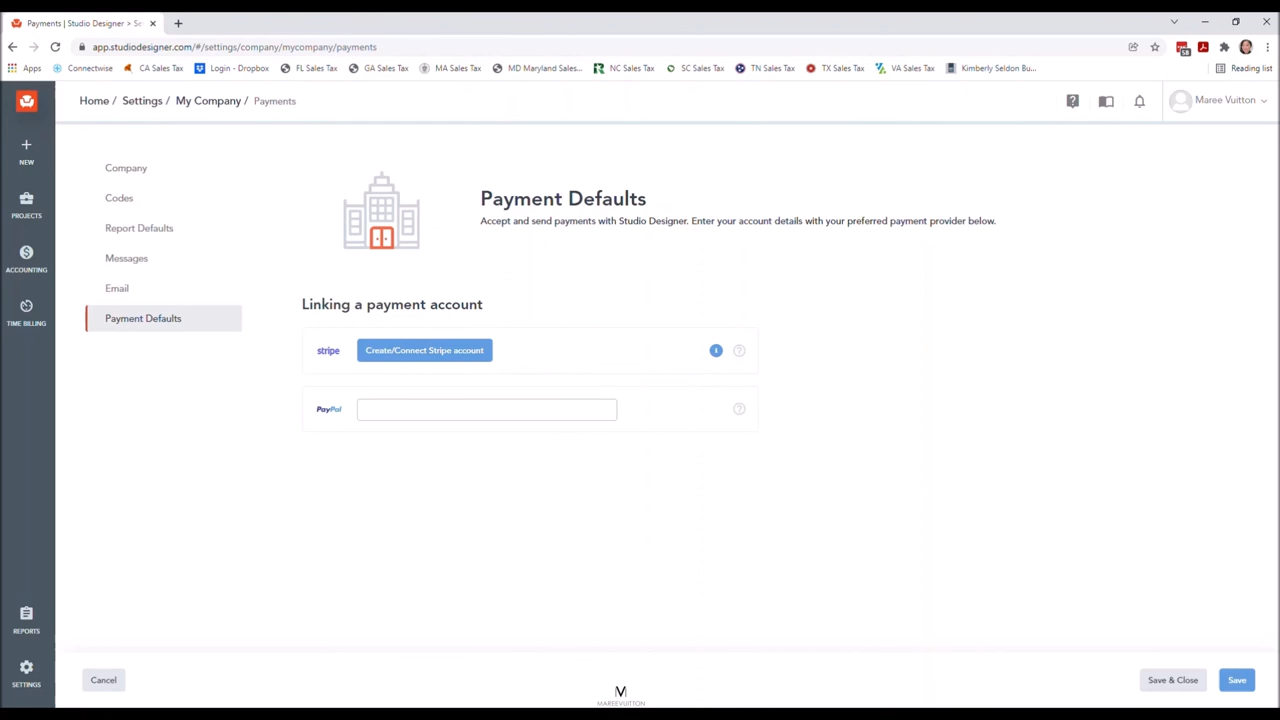 Payments | Studio Designer > Se
app.studiodesigner.com/#/settings/company/mycompany/payments
58
Apps Connectwise CA Sales Tax Login - Dropbox FL Sales Tax GA Sales Tax MA Sales Tax MD Maryland Sales... NC Sales Tax SC Sales Tax TN Sales Tax TX Sales Tax VA Sales Tax Kimberly Seldon Bu... Reading list
Home / Settings / My Company / Payments
Maree Vuitton
NEW
PROJECTS
ACCOUNTING
TIME BILLING
REPORTS
SETTINGS
Company
Codes
Report Defaults
Messages
Email
Payment Defaults
Payment Defaults
Accept and send payments with Studio Designer. Enter your account details with your preferred payment provider below.
Linking a payment account
stripe Create/Connect Stripe account
PayPal
Cancel
Save & Close Save
MV
MAREEVUITTON